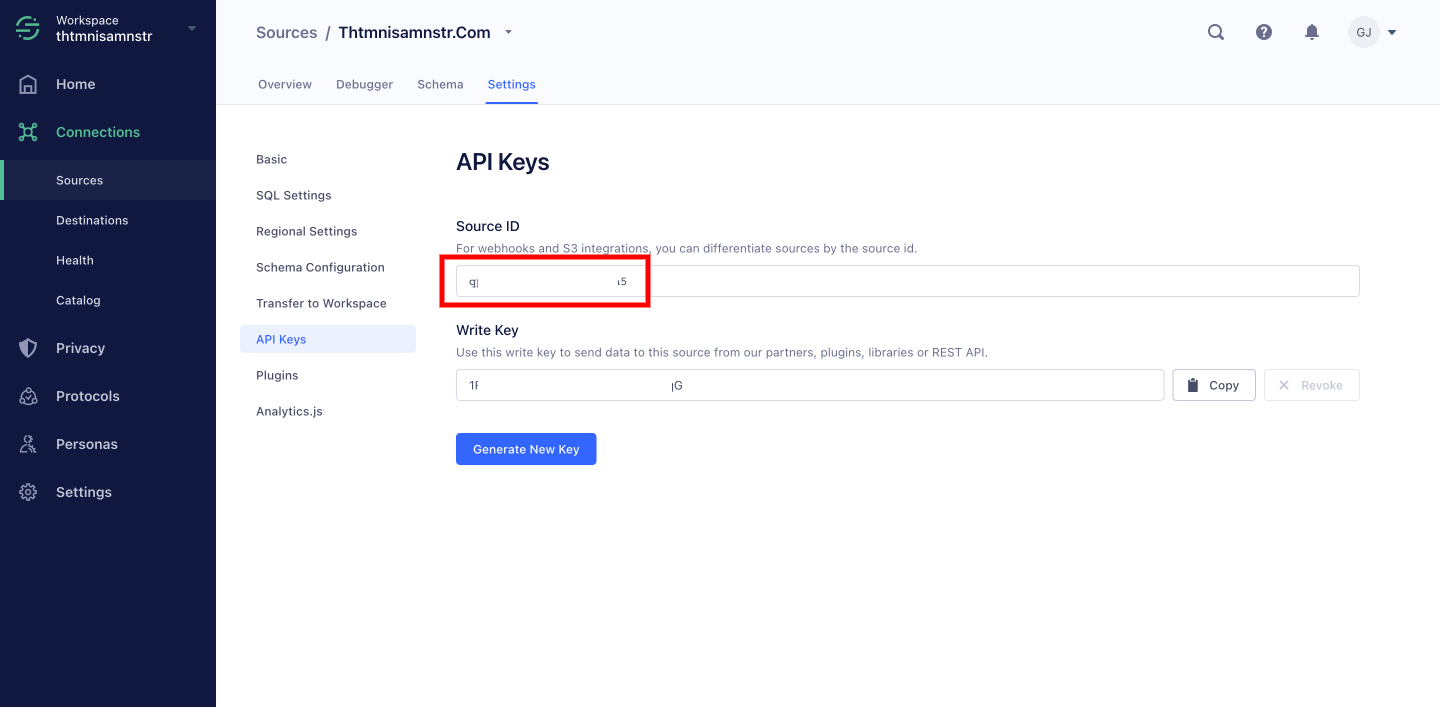 Workspace
thtmnisamnstr
Home
Connections
Sources
Destinations
Health
Catalog
Privacy
Protocols
Personas
Settings
Sources / Thtmnisamnstr.Com
GJ
Overview Debugger Schema Settings
Basic
SQL Settings
Regional Settings
Schema Configuration
Transfer to Workspace
API Keys
Plugins
Analytics.js
API Keys
Source ID
For webhooks and S3 integrations, you can differentiate sources by the source id.
Write Key
Use this write key to send data to this source from our partners, plugins, libraries or REST API.
Copy Revoke
Generate New Key